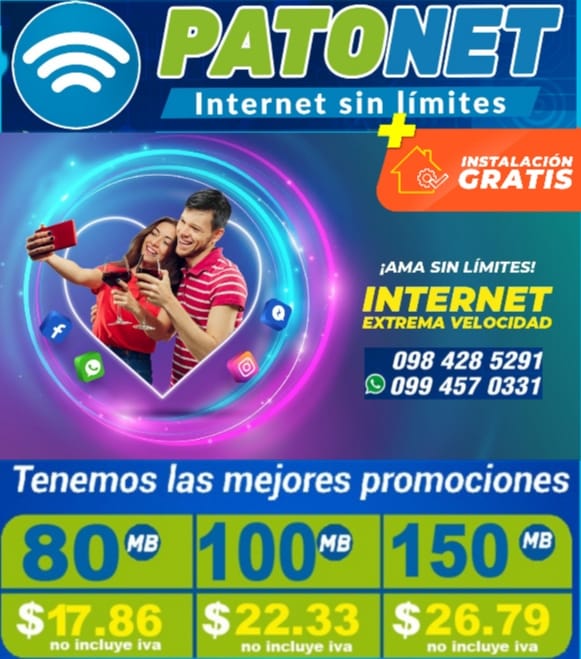 PATONET
Internet sin límites
+
INSTALACIÓN
GRATIS
¡AMA SIN LÍMITES!
INTERNET
EXTREMA VELOCIDAD
098 428 5291
099 457 0331
Tenemos las mejores promociones
80 MB
100 MB
150 MB
$17.86
no incluye iva
$22.33
no incluye iva
$26.79
no incluye iva